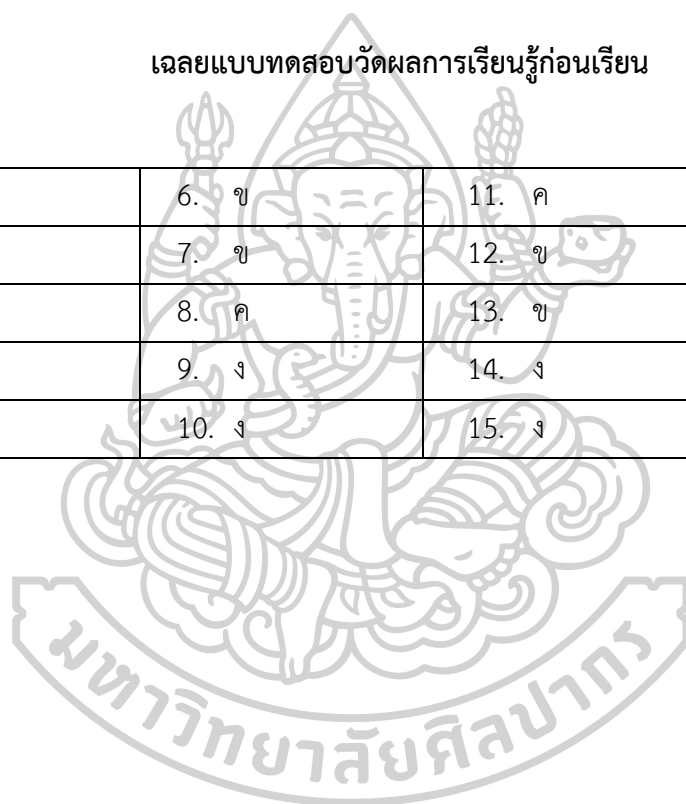 เฉลยแบบทดสอบวัดผลการเรียนรู้ก่อนเรียน
6. ข 11. ค
7. ข 12. ข
8. ค 13. ข
9. ง 14. ง
10. ง 15. ง
มหาวิทยาลัยศิลปากร